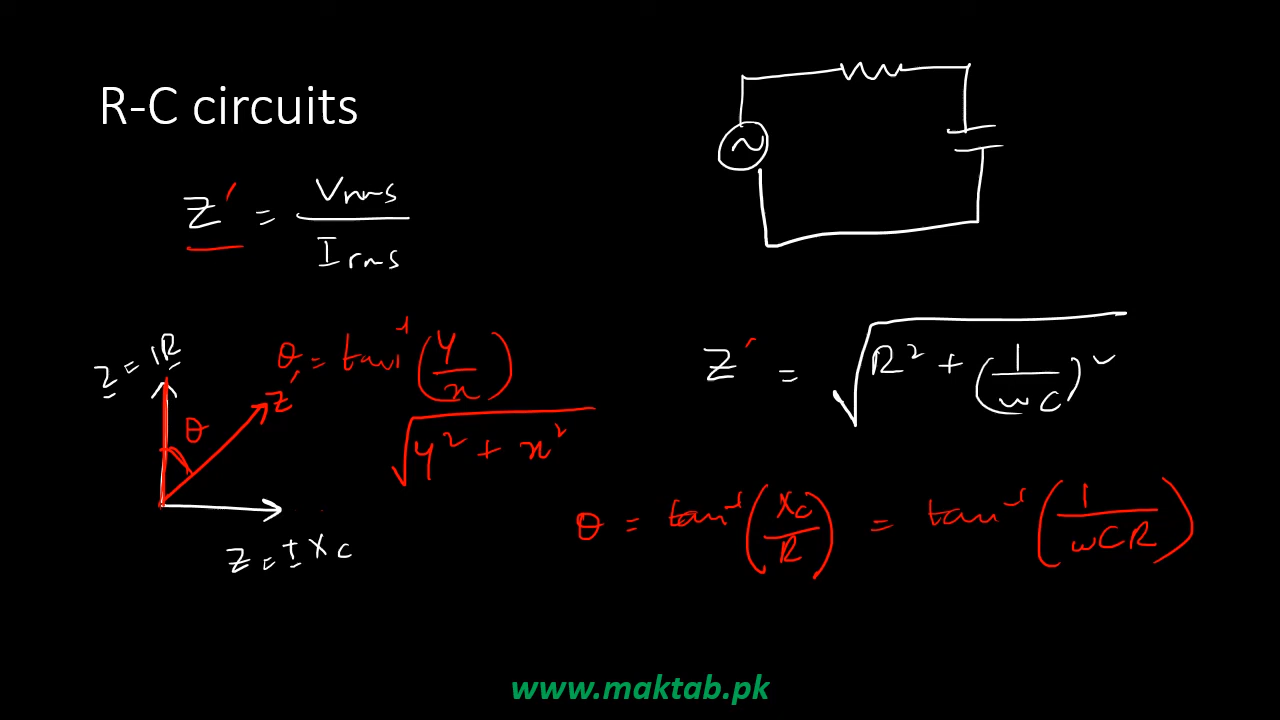 R-C circuits
Z' = Vrms / Irms
Z = IR
θ, = tan⁻¹ (y/x)
Z'
θ
√(y² + x²)
Z = ± Xc
Z' = √(R² + (1/ωC)²)
θ = tan⁻¹ (Xc/R) = tan⁻¹ (1/ωCR)
www.maktab.pk